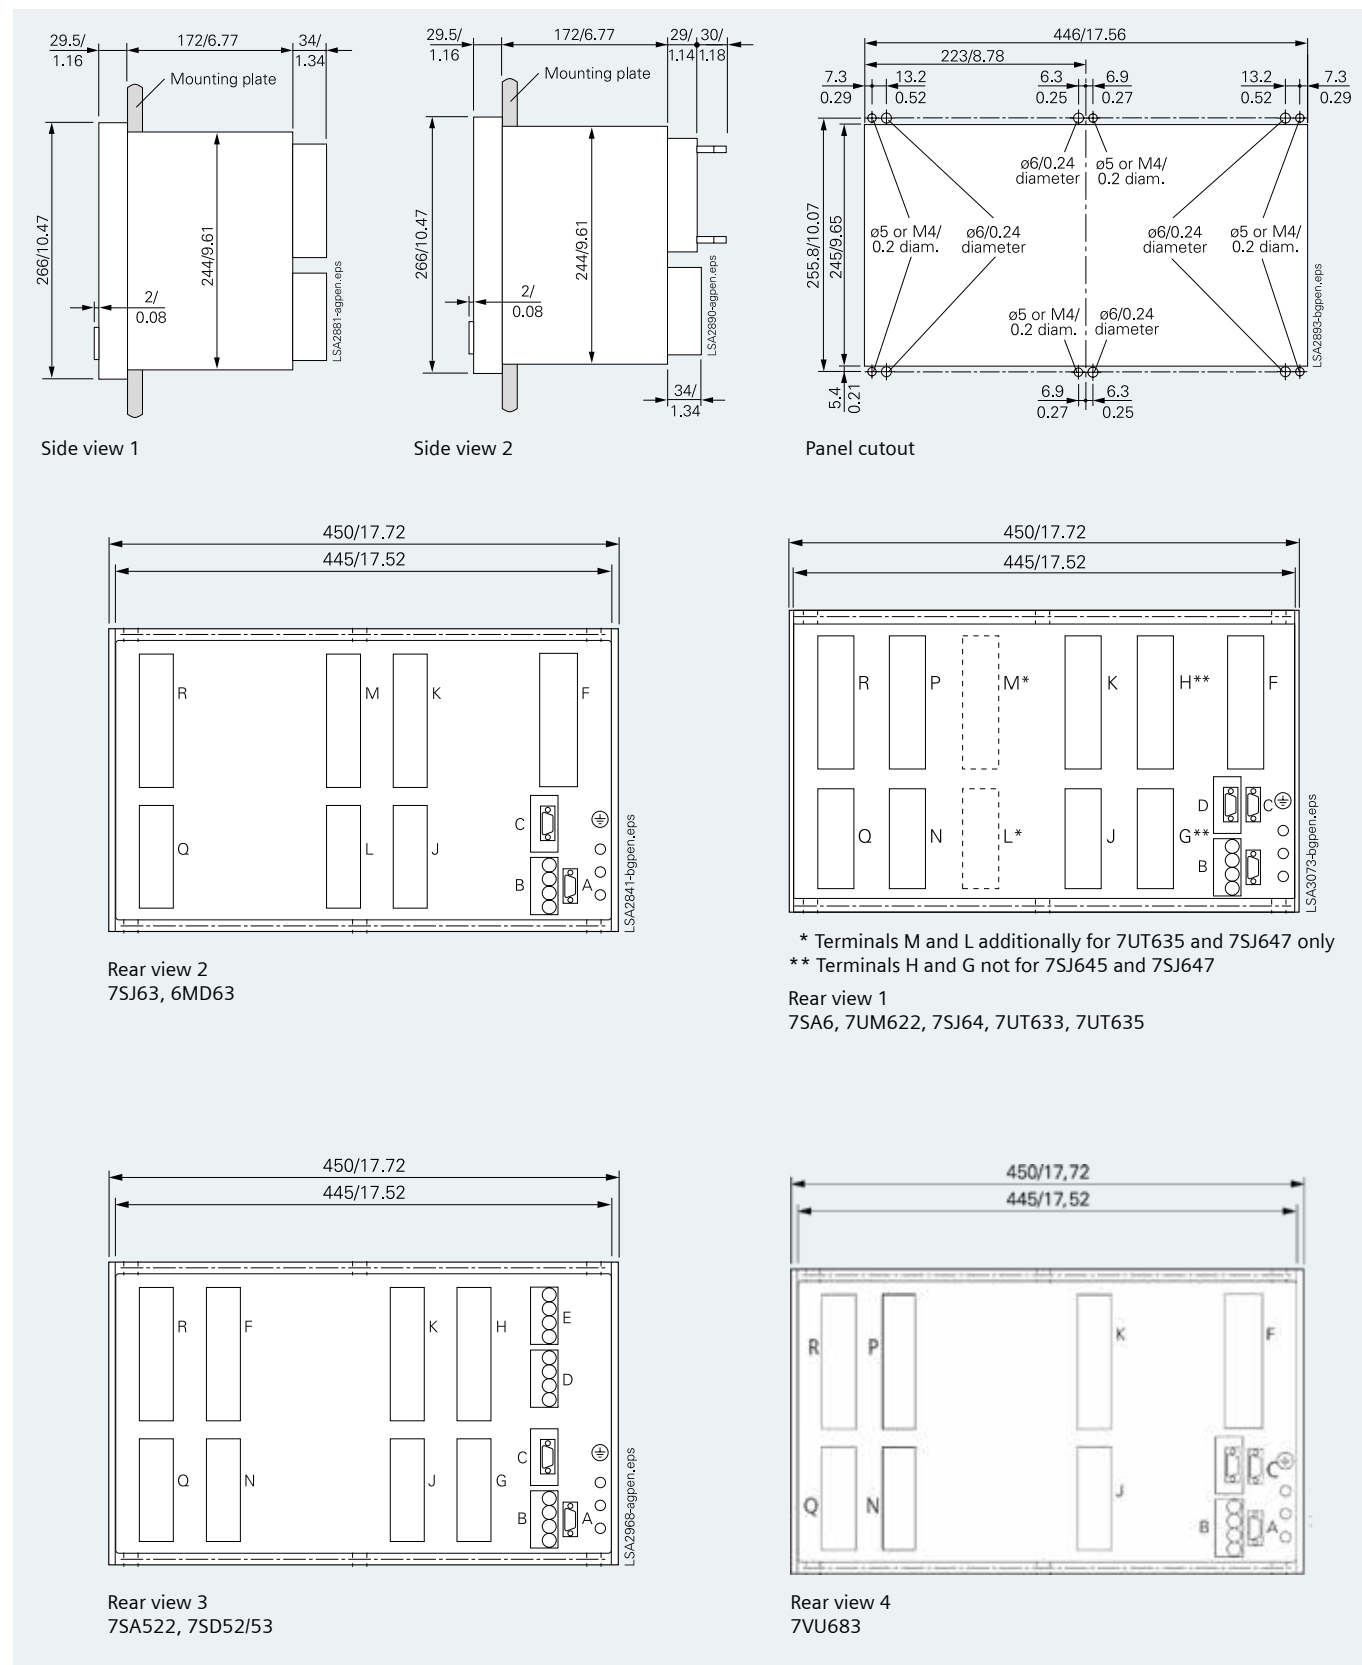 29.5/
1.16
172/6.77
34/
1.34
Mounting plate
266/10.47
244/9.61
2/
0.08
LSA2881-agpen.eps
Side view 1
29.5/
1.16
172/6.77
29/
1.14
30/
1.18
Mounting plate
266/10.47
244/9.61
2/
0.08
34/
1.34
LSA2890-agpen.eps
Side view 2
446/17.56
223/8.78
7.3
0.29
13.2
0.52
6.3
0.25
6.9
0.27
13.2
0.52
7.3
0.29
ø6/0.24
diameter
ø5 or M4/
0.2 diam.
255.8/10.07
245/9.65
ø5 or M4/
0.2 diam.
ø6/0.24
diameter
ø6/0.24
diameter
ø5 or M4/
0.2 diam.
ø5 or M4/
0.2 diam.
ø6/0.24
diameter
5.4
0.21
6.9
0.27
6.3
0.25
LSA2893-bgpen.eps
Panel cutout
450/17.72
445/17.52
R
M
K
F
C
Q
L
J
B
A
LSA2841-bgpen.eps
Rear view 2
7SJ63, 6MD63
450/17.72
445/17.52
R
P
M*
K
H**
F
D
C
Q
N
L*
J
G**
B
LSA3073-bgpen.eps
* Terminals M and L additionally for 7UT635 and 7SJ647 only
** Terminals H and G not for 7SJ645 and 7SJ647
Rear view 1
7SA6, 7UM622, 7SJ64, 7UT633, 7UT635
450/17.72
445/17.52
R
F
K
H
E
D
C
Q
N
J
G
B
A
LSA2968-agpen.eps
Rear view 3
7SA522, 7SD52/53
450/17,72
445/17,52
R
P
K
F
C
Q
N
J
B
A
Rear view 4
7VU683